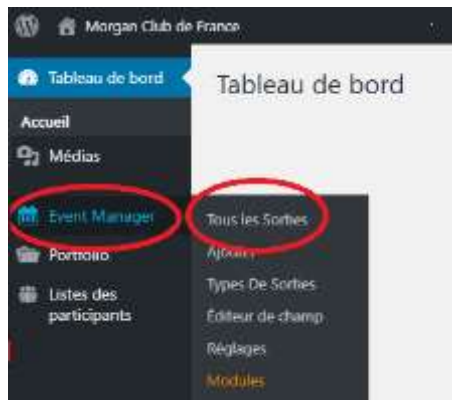 Morgan Club de France
Tableau de bord
Tableau de bord
Accueil
Médias
Event Manager
Portfolio
Listes des
participants
Tous les Sorties
Ajouter
Types De Sorties
Éditeur de champ
Réglages
Modules